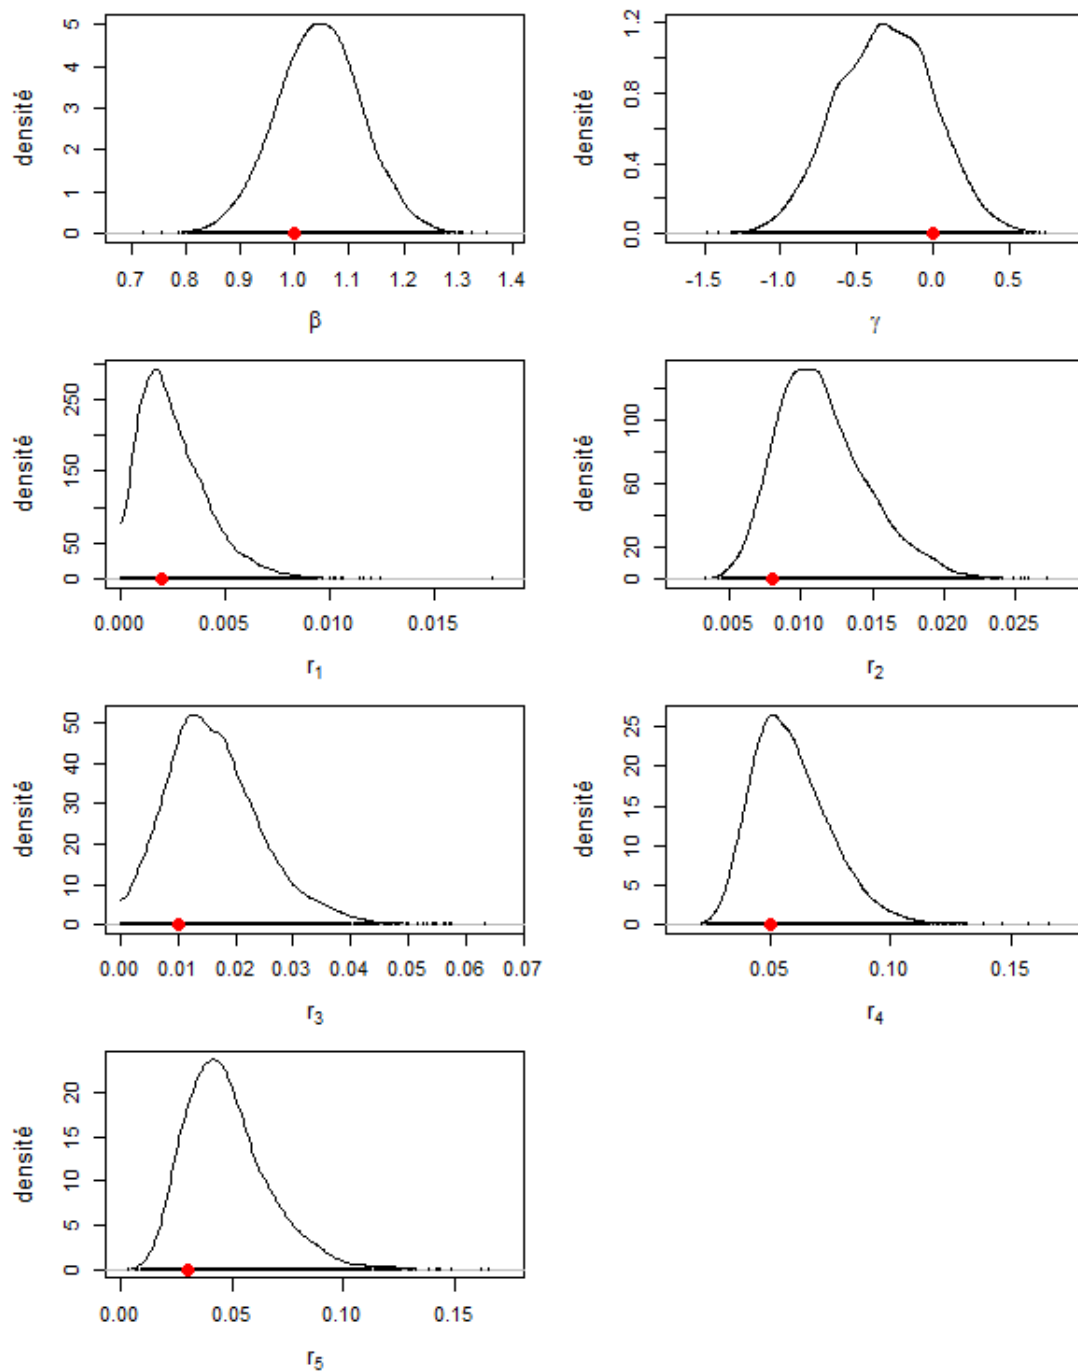 densité
5
4
3
2
1
0
0.7 0.8 0.9 1.0 1.1 1.2 1.3 1.4
β
densité
1.2
0.8
0.4
0.0
-1.5 -1.0 -0.5 0.0 0.5
γ
densité
250
150
50
0
0.000 0.005 0.010 0.015
r1
densité
100
60
20
0
0.005 0.010 0.015 0.020 0.025
r2
densité
50
40
30
20
10
0
0.00 0.01 0.02 0.03 0.04 0.05 0.06 0.07
r3
densité
25
20
15
10
5
0
0.05 0.10 0.15
r4
densité
20
15
10
5
0
0.00 0.05 0.10 0.15
r5